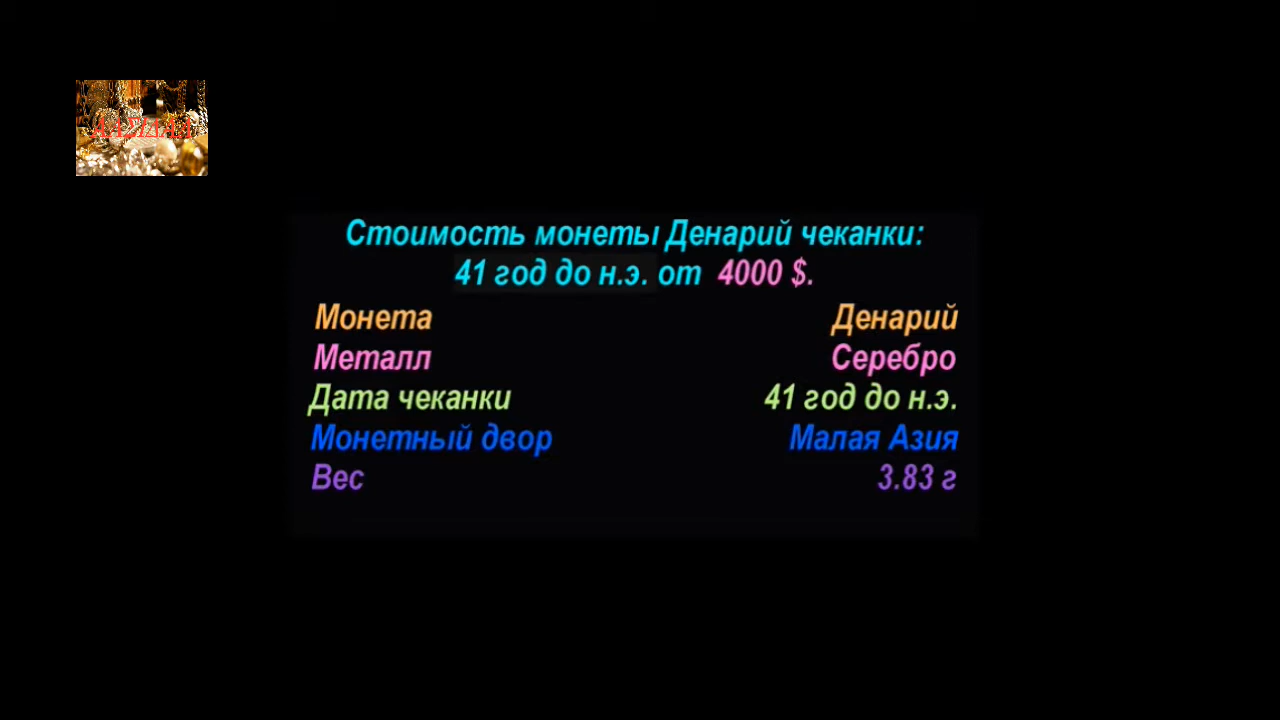 Стоимость монеты Денарий чеканки:
41 год до н.э. от 4000 $.
Монета Денарий
Металл Серебро
Дата чеканки 41 год до н.э.
Монетный двор Малая Азия
Вес 3.83 г